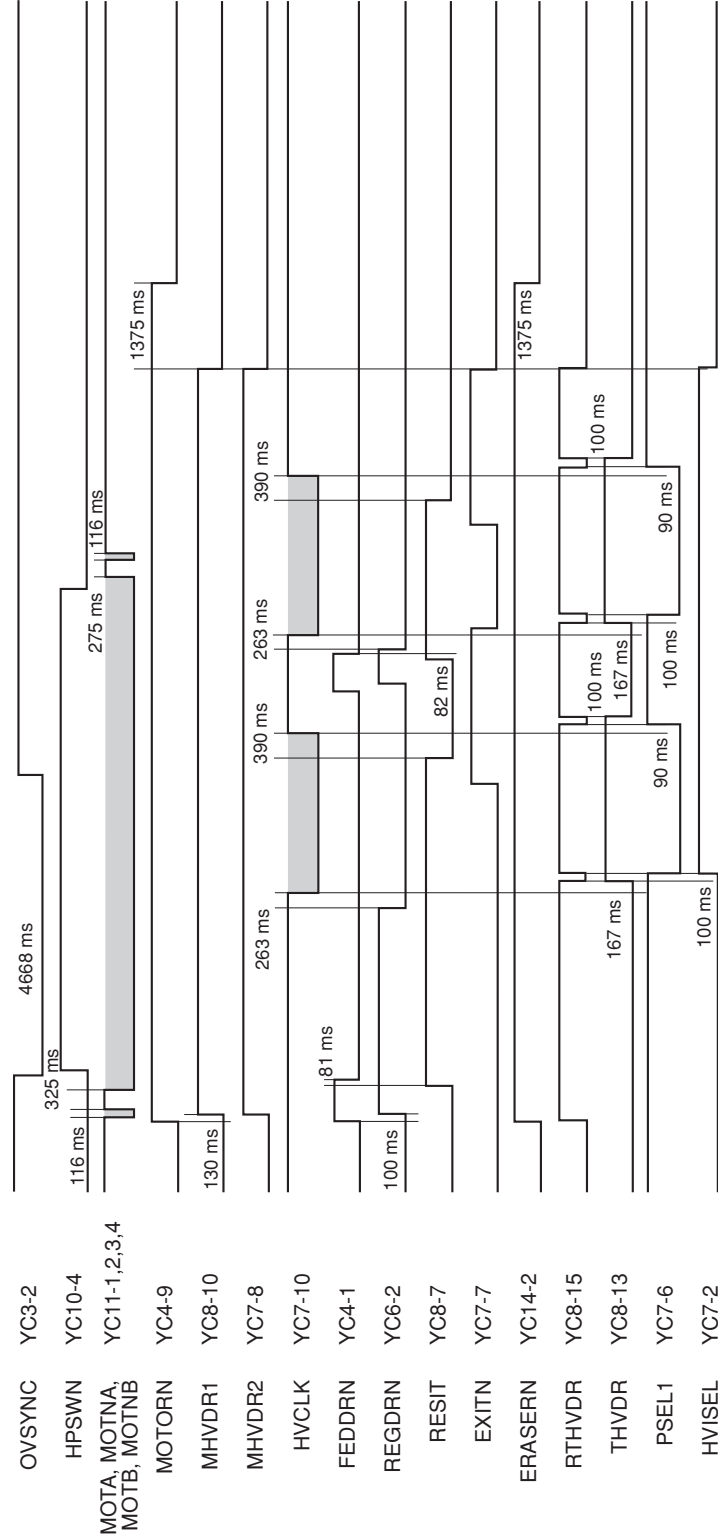 OVSYNC YC3-2
4668 ms
HPSWN YC10-4
116 ms 325 ms 275 ms 116 ms
MOTA, MOTNA,
MOTB, MOTNB YC11-1,2,3,4
MOTORN YC4-9
1375 ms
MHVDR1 YC8-10
130 ms
MHVDR2 YC7-8
263 ms 390 ms 263 ms 390 ms
HVCLK YC7-10
FEDDRN YC4-1
81 ms
REGDRN YC6-2
100 ms
RESIT YC8-7
82 ms
EXITN YC7-7
ERASERN YC14-2
1375 ms
RTHVDR YC8-15
100 ms 100 ms
THVDR YC8-13
167 ms 167 ms
PSEL1 YC7-6
90 ms 100 ms 90 ms
HVISEL YC7-2
100 ms